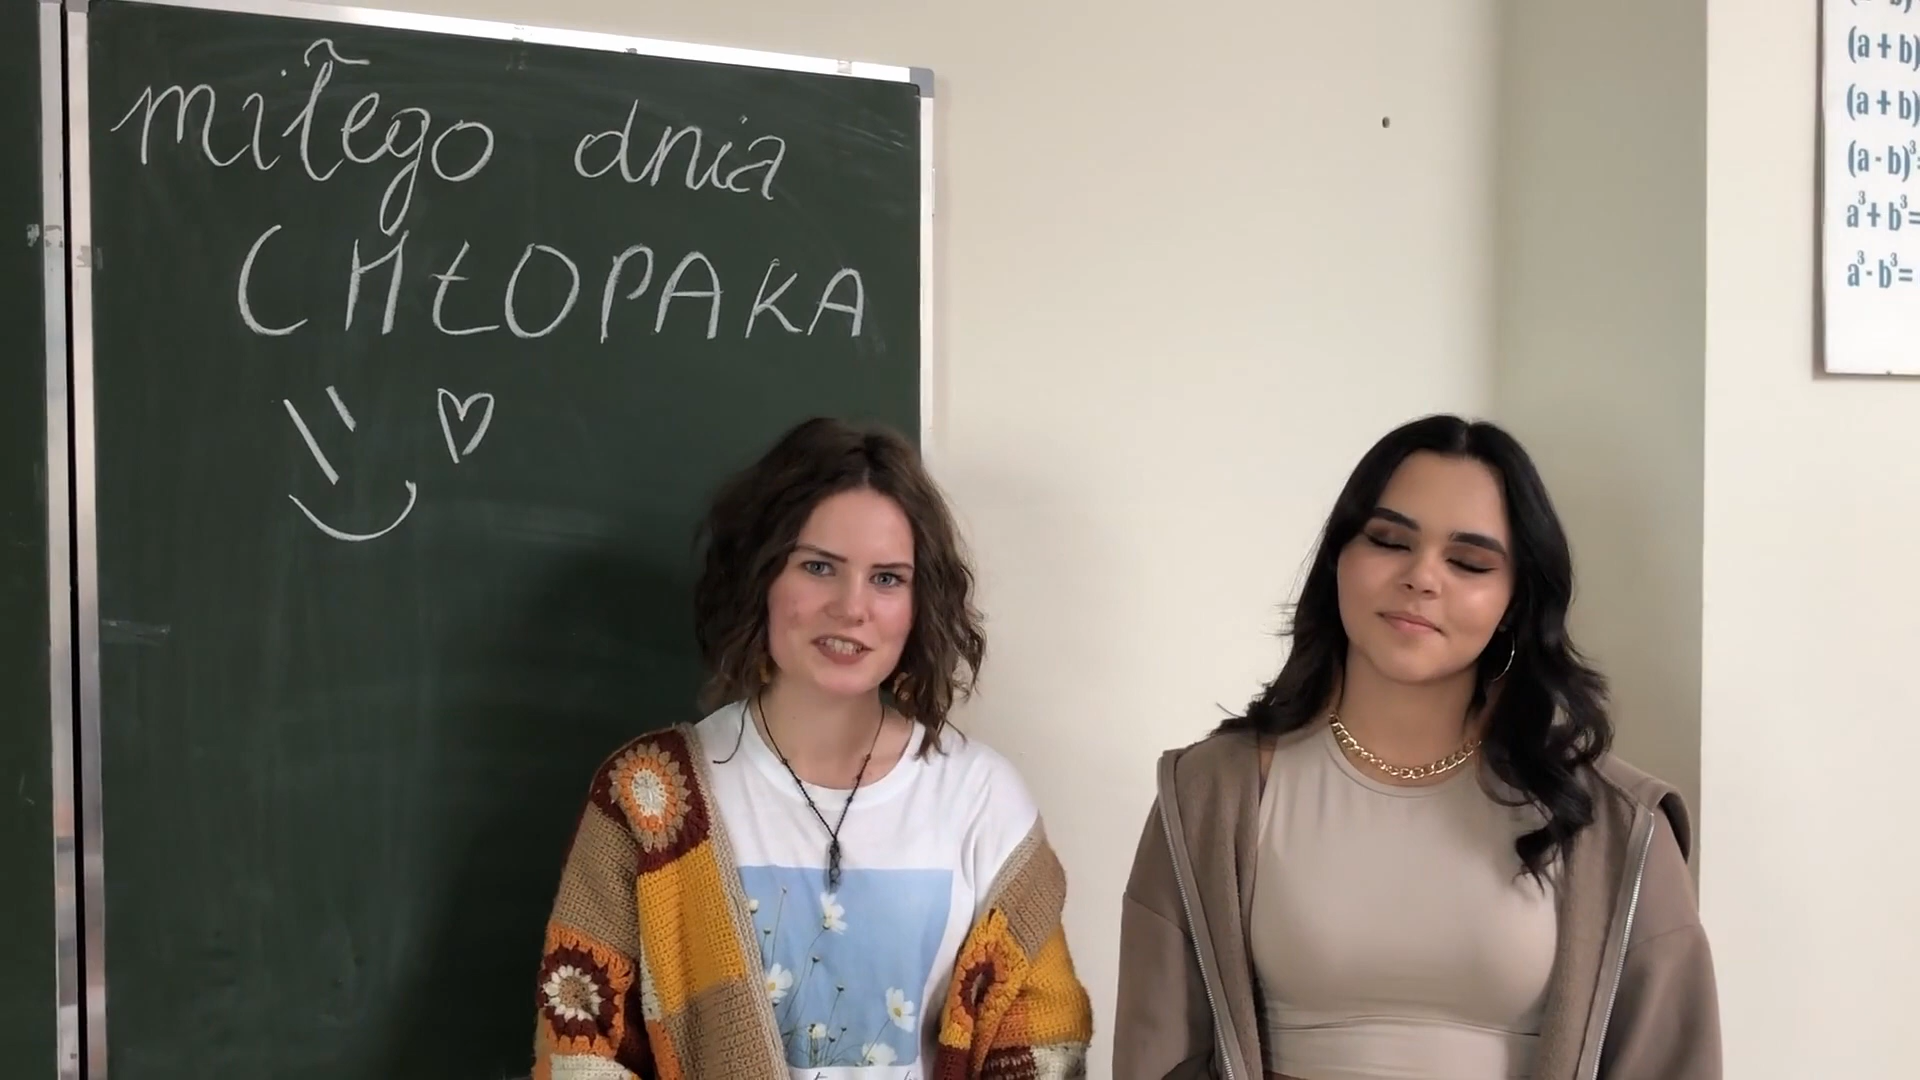 miłego dnia
CHŁOPAKA
(a + b)
(a + b)
(a - b)³=
a³+ b³=
a³- b³=